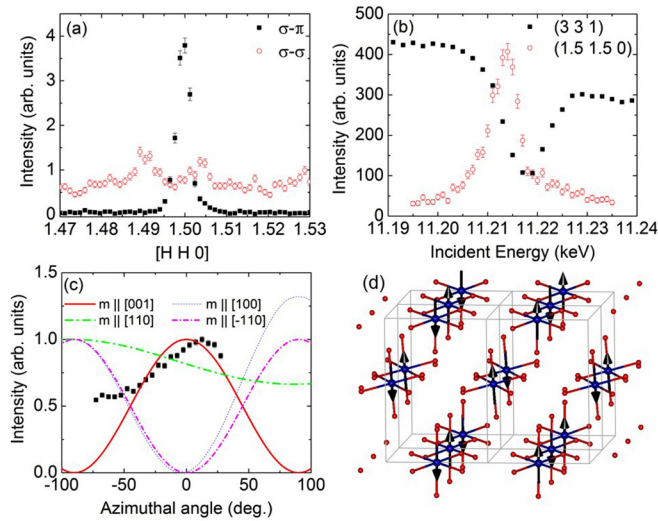 (a)
σ-π
σ-σ
Intensity (arb. units)
4
3
2
1
0
1.47 1.48 1.49 1.50 1.51 1.52 1.53
[H H 0]
(b)
(3 3 1)
(1.5 1.5 0)
Intensity (arb. units)
500
400
300
200
100
0
11.19 11.20 11.21 11.22 11.23 11.24
Incident Energy (keV)
(c)
m || [001] m || [100]
m || [110] m || [-110]
Intensity (arb. units)
1.5
1.0
0.5
0.0
-100 -50 0 50 100
Azimuthal angle (deg.)
(d)